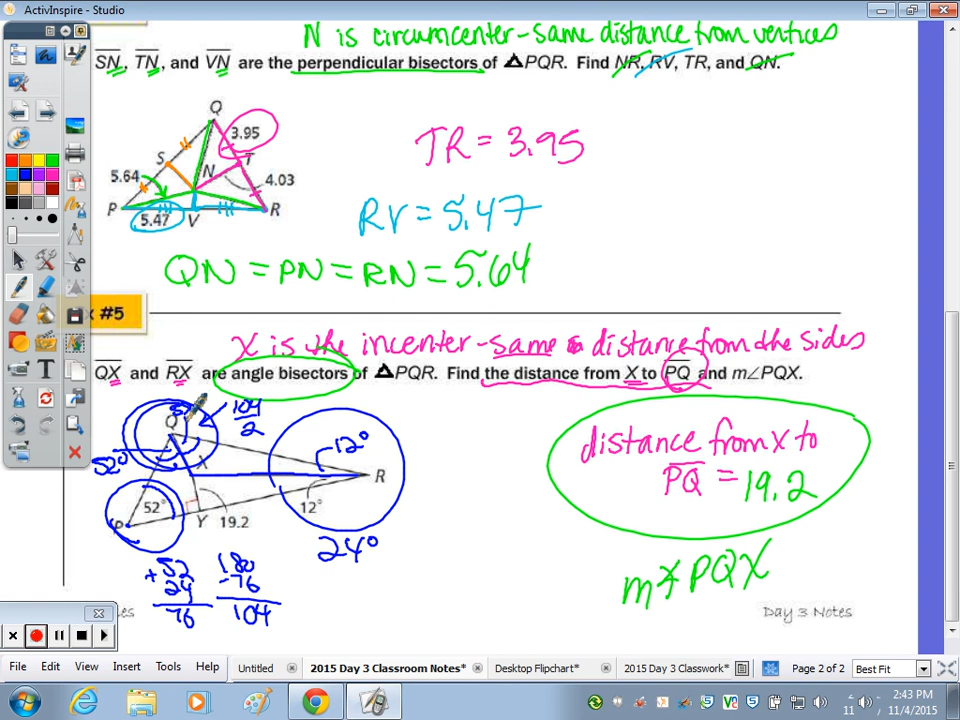 ActivInspire - Studio
N is circumcenter - same distance from vertices
SN, TN, and VN are the perpendicular bisectors of △PQR. Find NR, RV, TR, and QN.
Q
3.95
S
T
N
5.64
4.03
P
5.47
V
R
TR = 3.95
RV = 5.47
QN = PN = RN = 5.64
x #5
X is the incenter - same distance from the sides
QX and RX are angle bisectors of △PQR. Find the distance from X to PQ and m∠PQX.
52
104
2
Q
52°
X
12°
R
52°
P
Y
19.2
12°
24°
+52
24
76
180
-76
104
distance from X to
PQ = 19.2
m∠PQX
Notes
Day 3 Notes
File Edit View Insert Tools Help
Untitled
2015 Day 3 Classroom Notes*
Desktop Flipchart*
2015 Day 3 Classwork*
Page 2 of 2
Best Fit
2:43 PM
11/4/2015